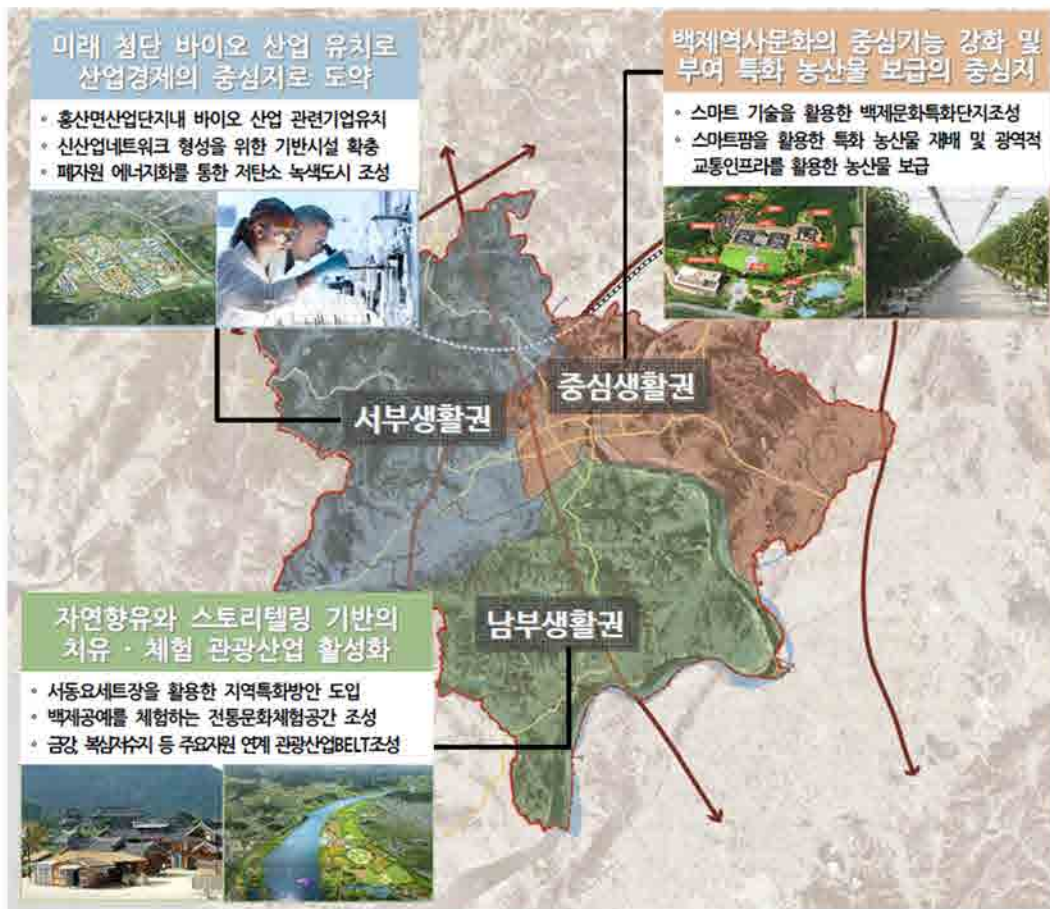 미래 첨단 바이오 산업 유치로
산업경제의 중심지로 도약
• 홍산면산업단지내 바이오 산업 관련기업유치
• 신산업네트워크 형성을 위한 기반시설 확충
• 폐자원 에너지화를 통한 저탄소 녹색도시 조성
백제역사문화의 중심기능 강화 및
부여 특화 농산물 보급의 중심지
• 스마트 기술을 활용한 백제문화특화단지조성
• 스마트팜을 활용한 특화 농산물 재배 및 광역적
교통인프라를 활용한 농산물 보급
중심생활권
서부생활권
남부생활권
자연향유와 스토리텔링 기반의
치유 · 체험 관광산업 활성화
• 서동요세트장을 활용한 지역특화방안 도입
• 백제공예를 체험하는 전통문화체험공간 조성
• 금강, 복심저수지 등 주요자원 연계 관광산업BELT조성